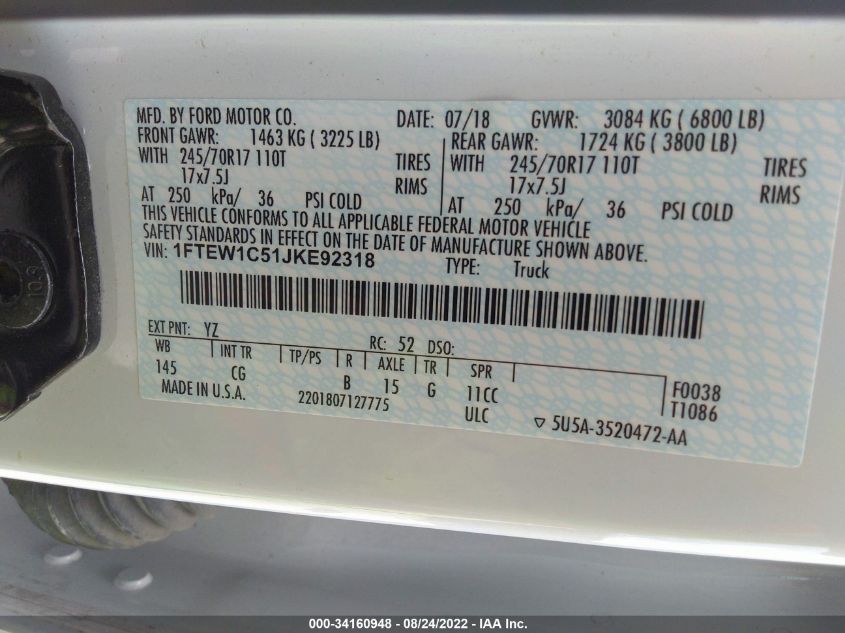 MFD. BY FORD MOTOR CO. DATE: 07/18 GVWR: 3084 KG ( 6800 LB)
FRONT GAWR: 1463 KG ( 3225 LB) REAR GAWR: 1724 KG ( 3800 LB)
WITH 245/70R17 110T TIRES WITH 245/70R17 110T TIRES
17x7.5J RIMS 17x7.5J RIMS
AT 250 kPa/ 36 PSI COLD AT 250 kPa/ 36 PSI COLD
THIS VEHICLE CONFORMS TO ALL APPLICABLE FEDERAL MOTOR VEHICLE
SAFETY STANDARDS IN EFFECT ON THE DATE OF MANUFACTURE SHOWN ABOVE.
VIN: 1FTEW1C51JKE92318 TYPE: Truck
EXT PNT: YZ RC: 52 DSO:
WB INT TR TP/PS R AXLE TR SPR
145 CG B 15 G 11CC F0038
MADE IN U.S.A. 2201807127775 ULC T1086
▽ 5U5A-3520472-AA
10.9
000-34160948 - 08/24/2022 - IAA Inc.